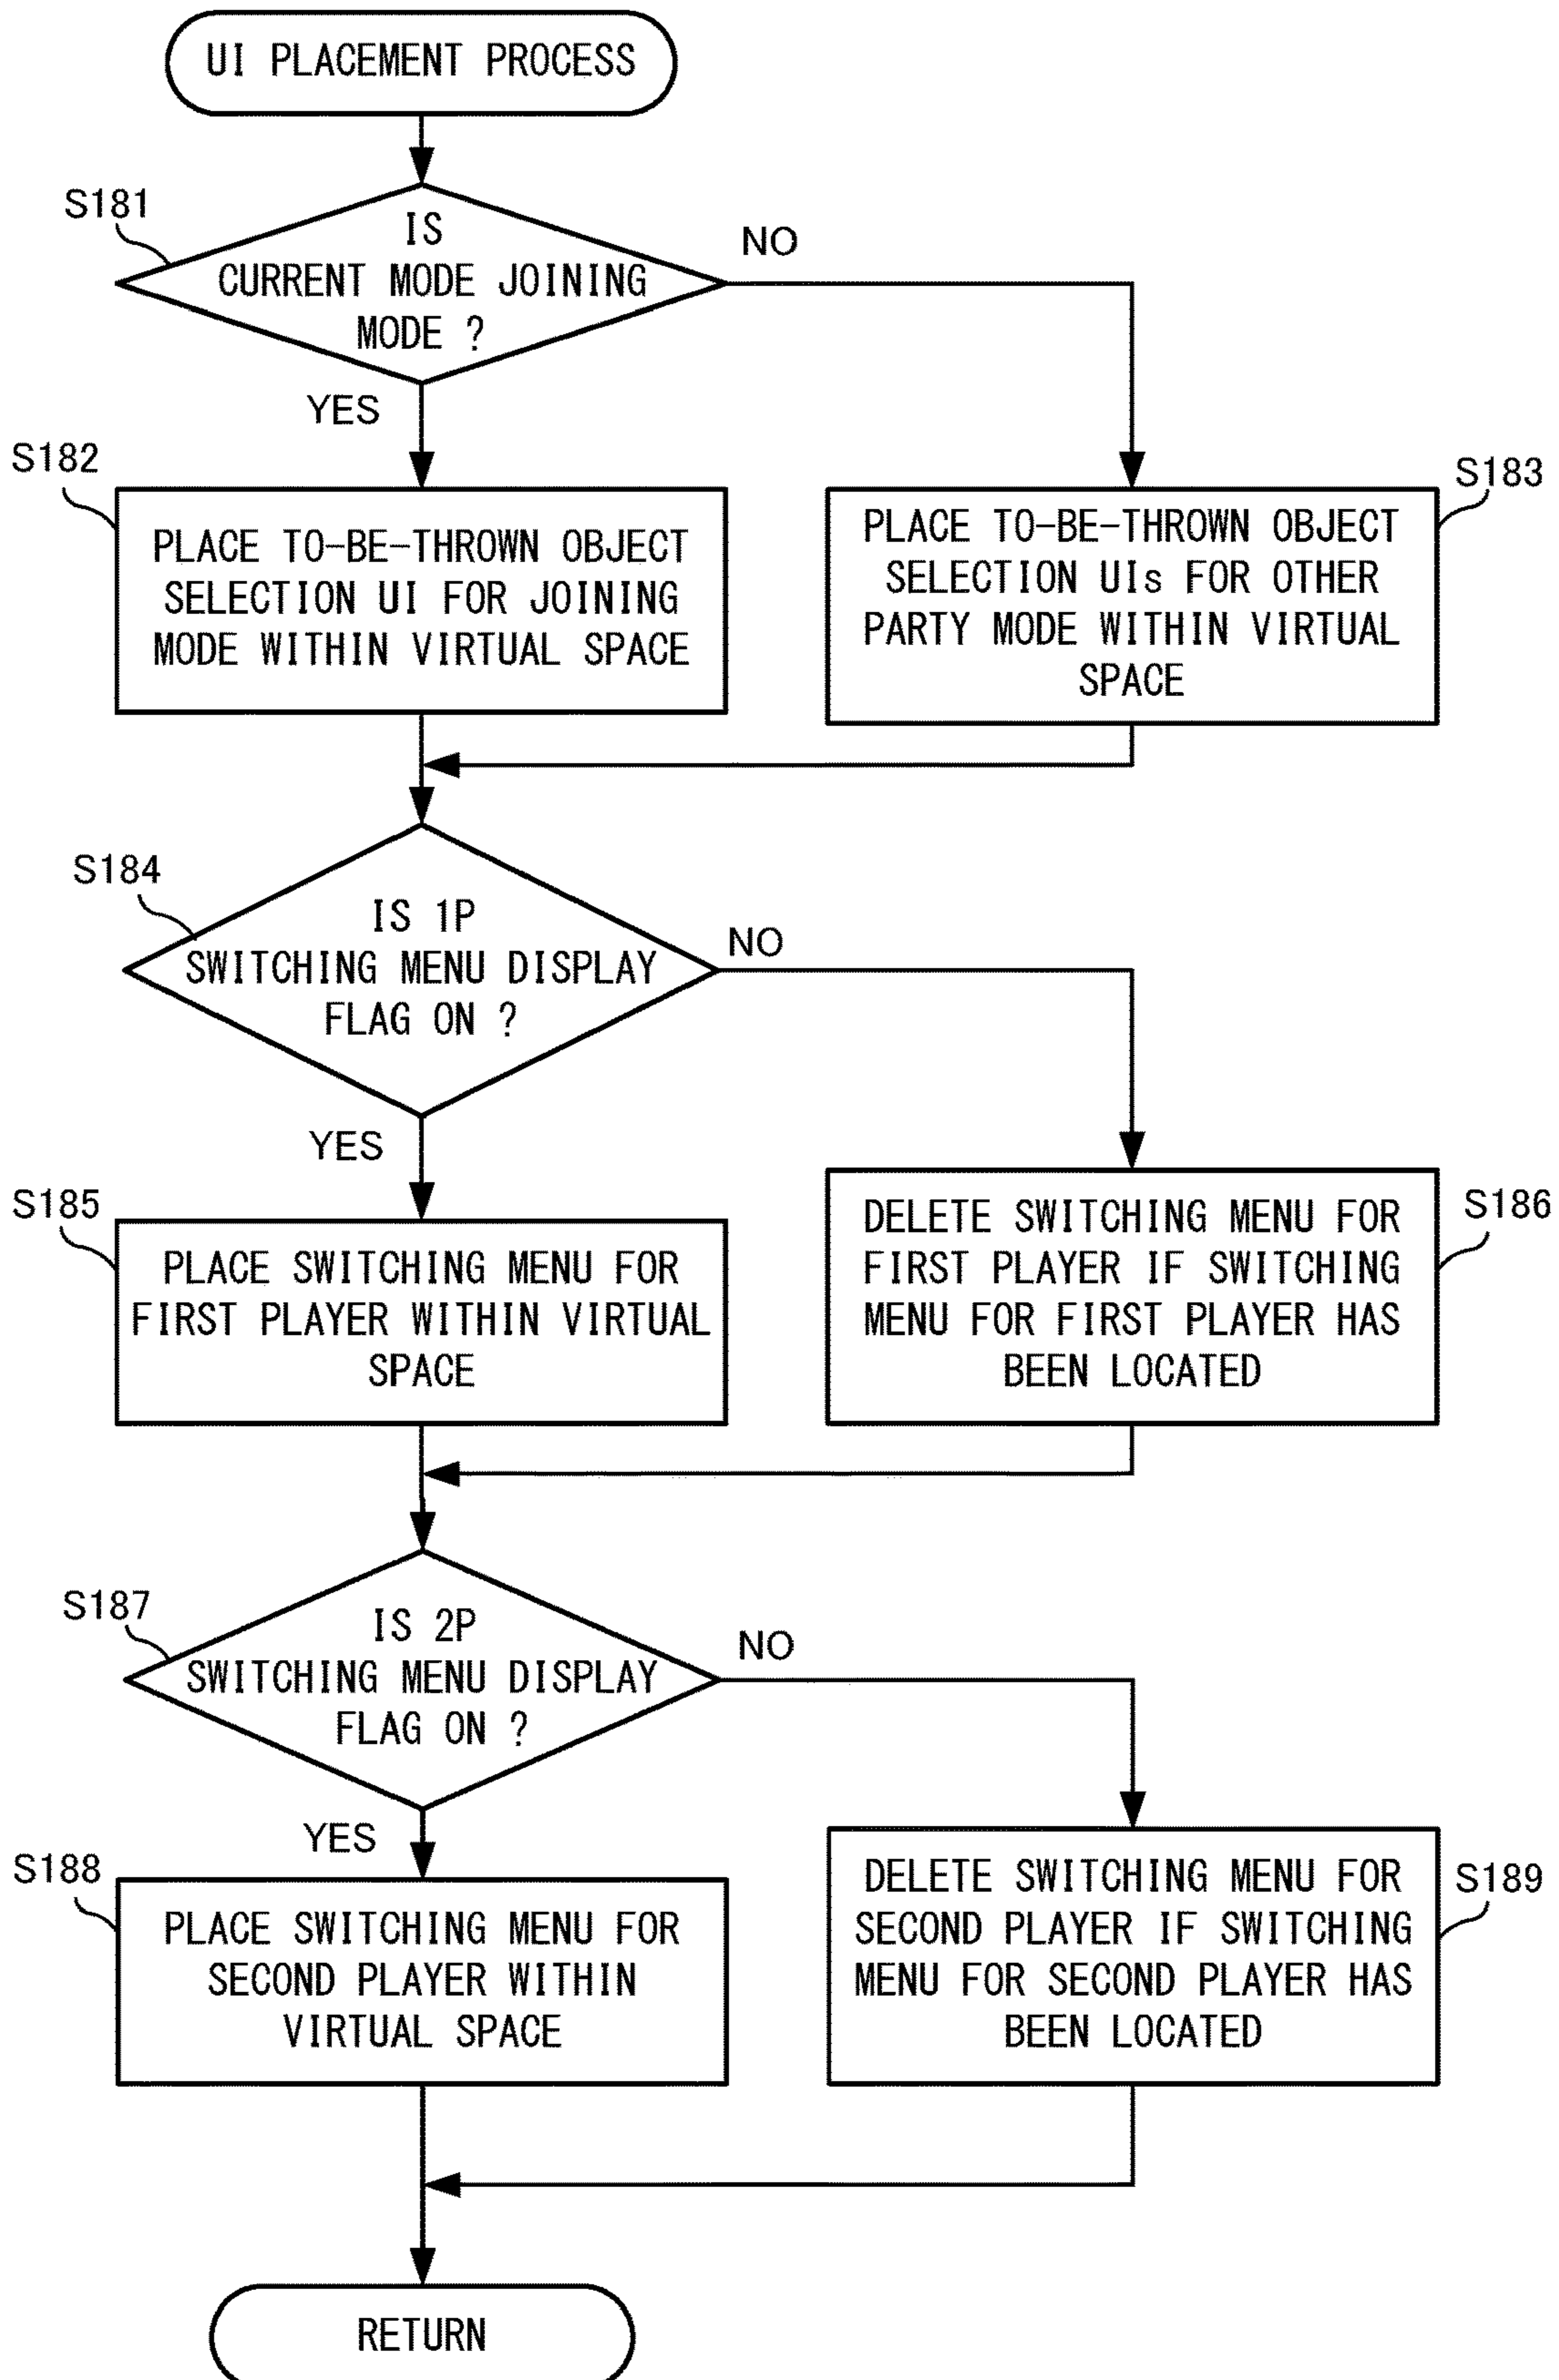 UI PLACEMENT PROCESS
S181
IS
CURRENT MODE JOINING
MODE ?
NO
YES
S182
PLACE TO-BE-THROWN OBJECT
SELECTION UI FOR JOINING
MODE WITHIN VIRTUAL SPACE
S183
PLACE TO-BE-THROWN OBJECT
SELECTION UIs FOR OTHER
PARTY MODE WITHIN VIRTUAL
SPACE
S184
IS 1P
SWITCHING MENU DISPLAY
FLAG ON ?
NO
YES
S185
PLACE SWITCHING MENU FOR
FIRST PLAYER WITHIN VIRTUAL
SPACE
S186
DELETE SWITCHING MENU FOR
FIRST PLAYER IF SWITCHING
MENU FOR FIRST PLAYER HAS
BEEN LOCATED
S187
IS 2P
SWITCHING MENU DISPLAY
FLAG ON ?
NO
YES
S188
PLACE SWITCHING MENU FOR
SECOND PLAYER WITHIN
VIRTUAL SPACE
S189
DELETE SWITCHING MENU FOR
SECOND PLAYER IF SWITCHING
MENU FOR SECOND PLAYER HAS
BEEN LOCATED
RETURN